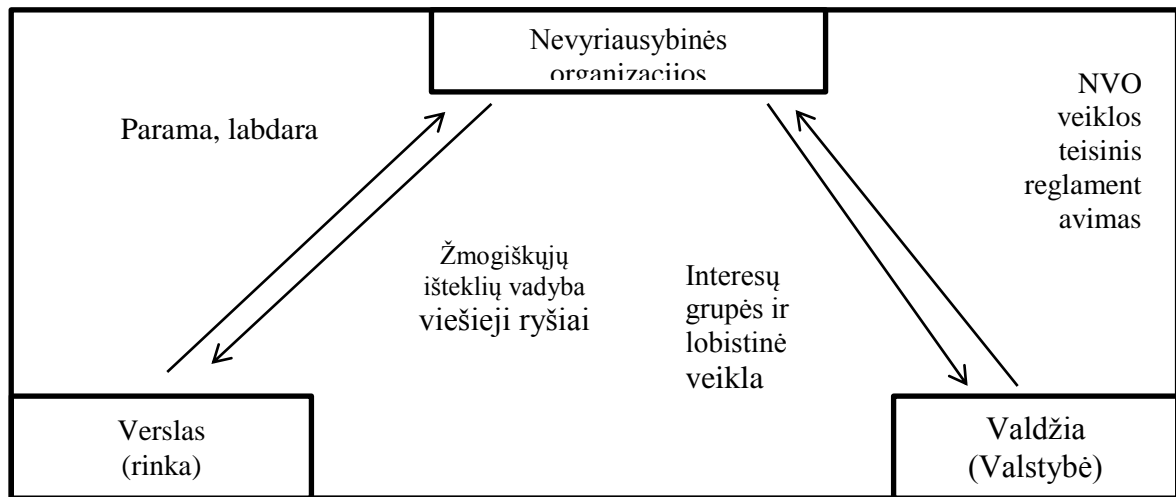 Nevyriausybinės
organizacijos
Parama, labdara
NVO
veiklos
teisinis
reglament
avimas
Žmogiškųjų
išteklių vadyba
viešieji ryšiai
Interesų
grupės ir
lobistinė
veikla
Verslas
(rinka)
Valdžia
(Valstybė)